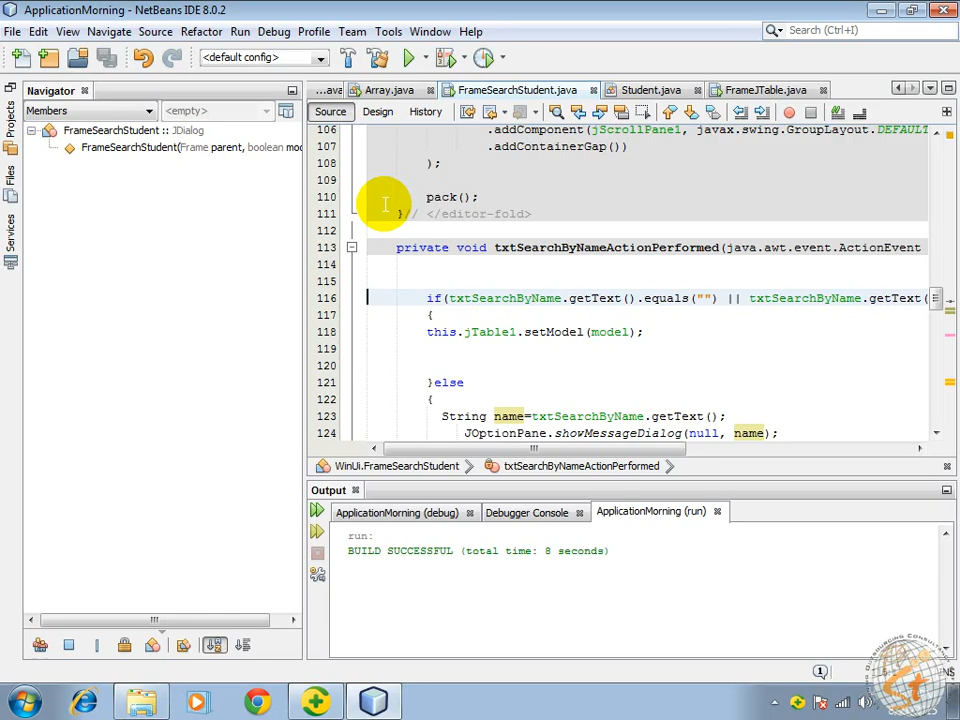 ApplicationMorning - NetBeans IDE 8.0.2
File Edit View Navigate Source Refactor Run Debug Profile Team Tools Window Help
Search (Ctrl+I)
<default config>
Navigator
...ava Array.java FrameSearchStudent.java Student.java FrameJTable.java
Members <empty>
Source Design History
Projects
Files
Services
FrameSearchStudent :: JDialog
FrameSearchStudent(Frame parent, boolean mod
106 .addComponent(jScrollPane1, javax.swing.GroupLayout.DEFAULT
107 .addContainerGap())
108 );
109
110 pack();
111 }// </editor-fold>
112
113 private void txtSearchByNameActionPerformed(java.awt.event.ActionEvent
114
115
116 if(txtSearchByName.getText().equals("") || txtSearchByName.getText(
117 {
118 this.jTable1.setModel(model);
119
120
121 }else
122 {
123 String name=txtSearchByName.getText();
124 JOptionPane.showMessageDialog(null, name);
WinUi.FrameSearchStudent txtSearchByNameActionPerformed
Output
ApplicationMorning (debug) Debugger Console ApplicationMorning (run)
run:
BUILD SUCCESSFUL (total time: 8 seconds)